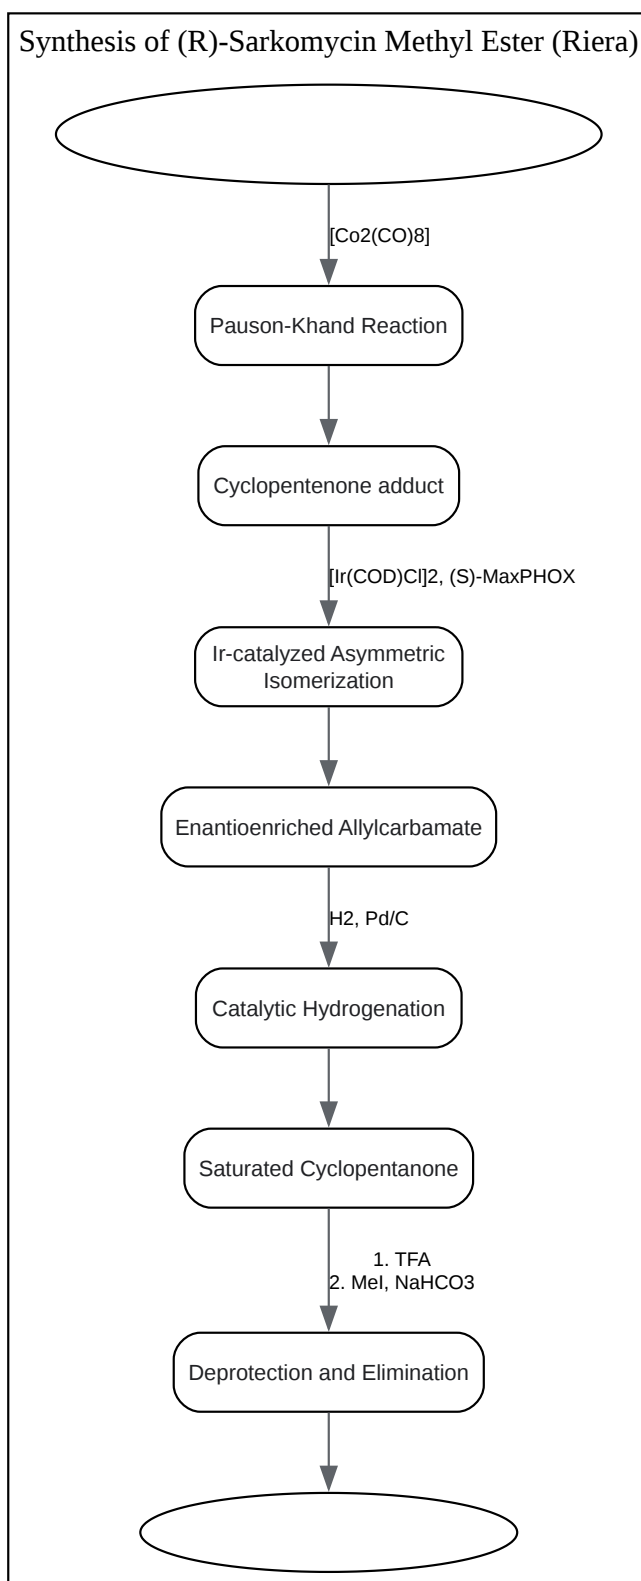 Synthesis of (R)-Sarkomycin Methyl Ester (Riera)
[Co2(CO)8]
Pauson-Khand Reaction
Cyclopentenone adduct
[Ir(COD)Cl]2, (S)-MaxPHOX
Ir-catalyzed Asymmetric
Isomerization
Enantioenriched Allylcarbamate
H2, Pd/C
Catalytic Hydrogenation
Saturated Cyclopentanone
1. TFA
2. MeI, NaHCO3
Deprotection and Elimination